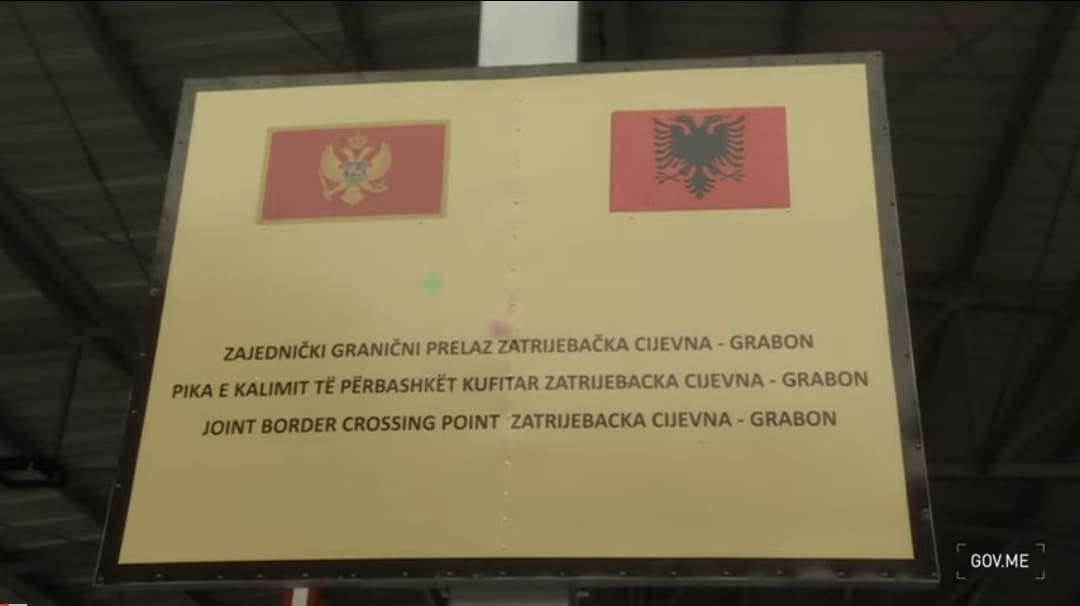 ZAJEDNIČKI GRANIČNI PRELAZ ZATRIJEBAČKA CIJEVNA - GRABON
PIKA E KALIMIT TË PËRBASHKËT KUFITAR ZATRIJEBACKA CIJEVNA - GRABON
JOINT BORDER CROSSING POINT ZATRIJEBACKA CIJEVNA - GRABON
GOV.ME